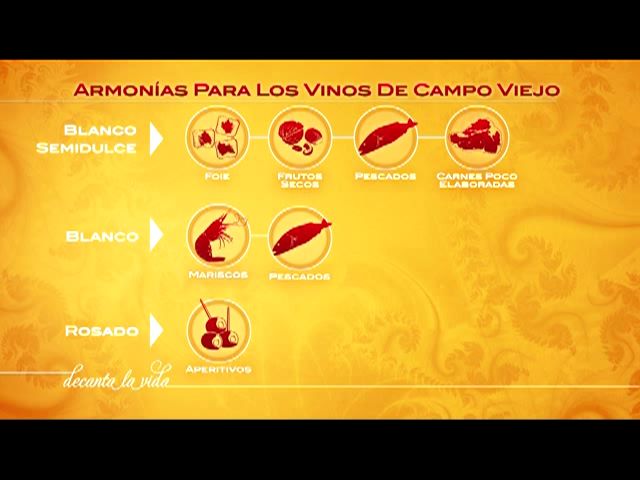 Armonías Para Los Vinos De Campo Viejo
Blanco
Semidulce
Foie
Frutos
Secos
Pescados
Carnes Poco
Elaboradas
Blanco
Mariscos
Pescados
Rosado
Aperitivos
decanta la vida